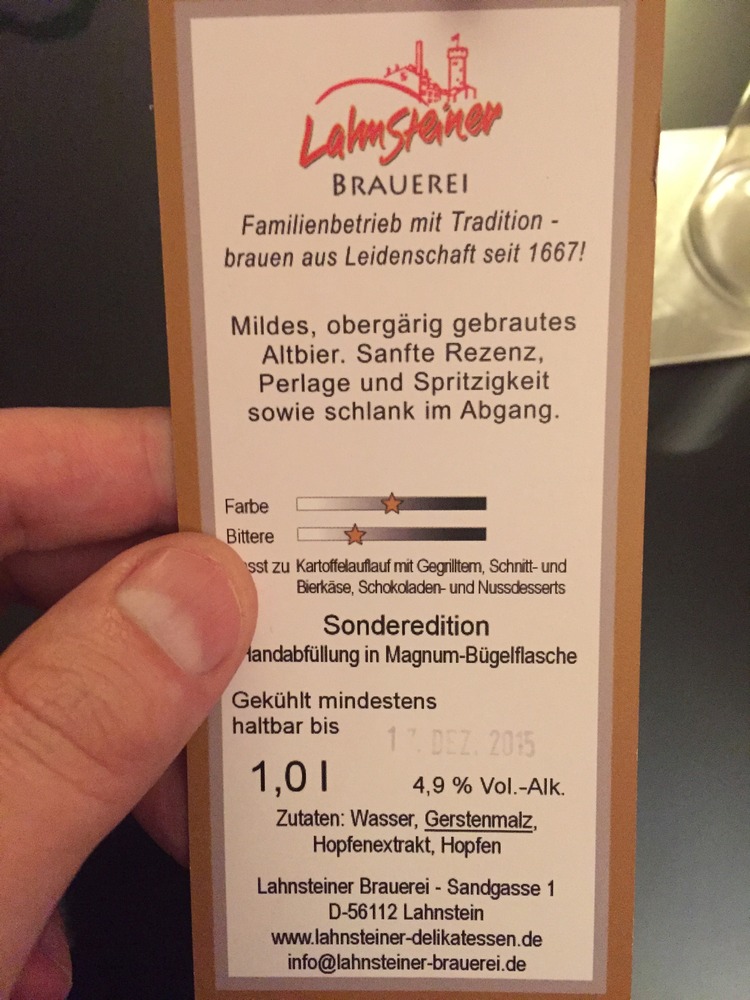 Lahnsteiner
BRAUEREI
Familienbetrieb mit Tradition -
brauen aus Leidenschaft seit 1667!
Mildes, obergärig gebrautes
Altbier. Sanfte Rezenz,
Perlage und Spritzigkeit
sowie schlank im Abgang.
Farbe
Bittere
zu Kartoffelauflauf mit Gegrilltem, Schnitt- und
Bierkäse, Schokoladen- und Nussdesserts
Sonderedition
Handabfüllung in Magnum-Bügelflasche
Gekühlt mindestens
haltbar bis
DEZ. 2015
1,0 l
4,9 % Vol.-Alk.
Zutaten: Wasser, Gerstenmalz,
Hopfenextrakt, Hopfen
Lahnsteiner Brauerei - Sandgasse 1
D-56112 Lahnstein
www.lahnsteiner-delikatessen.de
info@lahnsteiner-brauerei.de